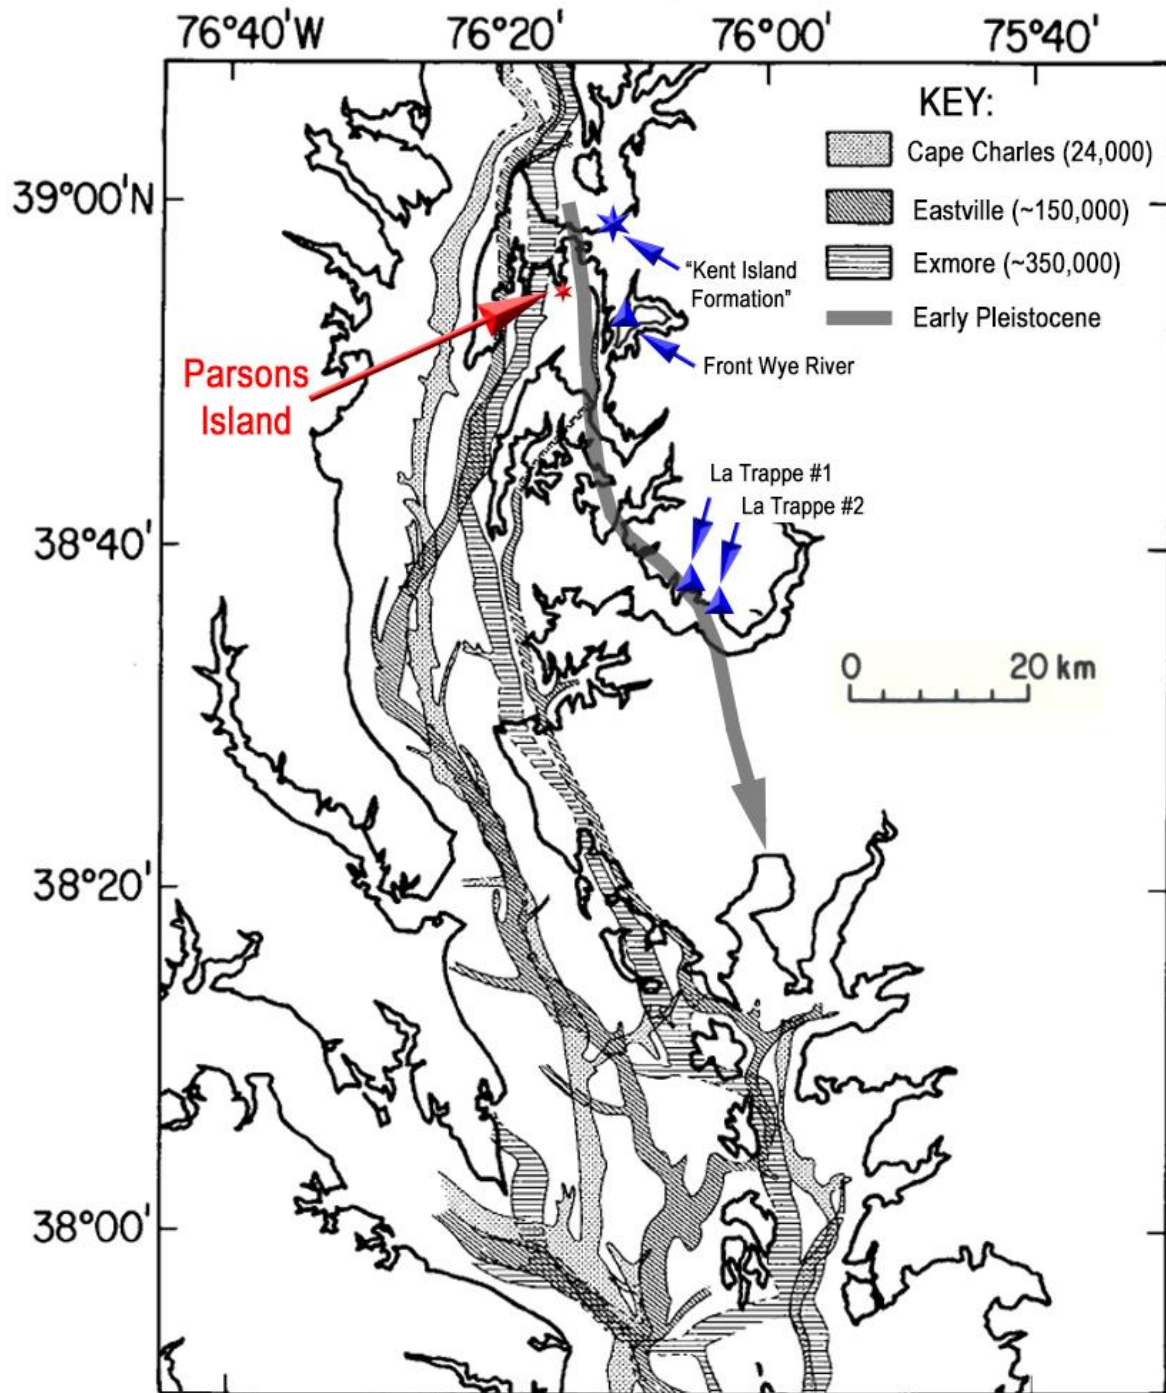 76°40'W
76°20'
76°00'
75°40'
KEY:
Cape Charles (24,000)
Eastville (~150,000)
Exmore (~350,000)
Early Pleistocene
39°00'N
"Kent Island
Formation"
Front Wye River
Parsons
Island
La Trappe #1
La Trappe #2
38°40'
0 20 km
38°20'
38°00'